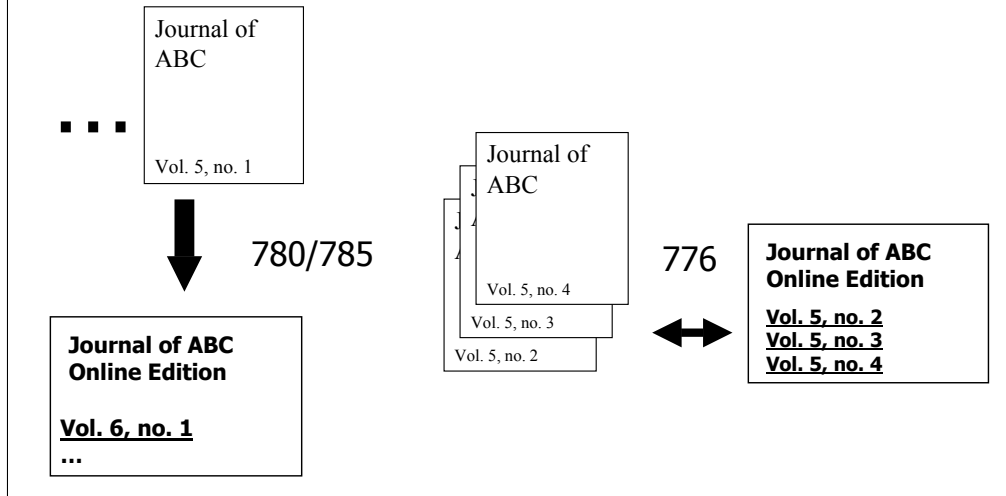 Journal of
ABC
...
Vol. 5, no. 1
780/785
Journal of ABC
Online Edition
Vol. 6, no. 1
...
Journal of
ABC
Vol. 5, no. 4
Vol. 5, no. 3
Vol. 5, no. 2
776
Journal of ABC
Online Edition
Vol. 5, no. 2
Vol. 5, no. 3
Vol. 5, no. 4